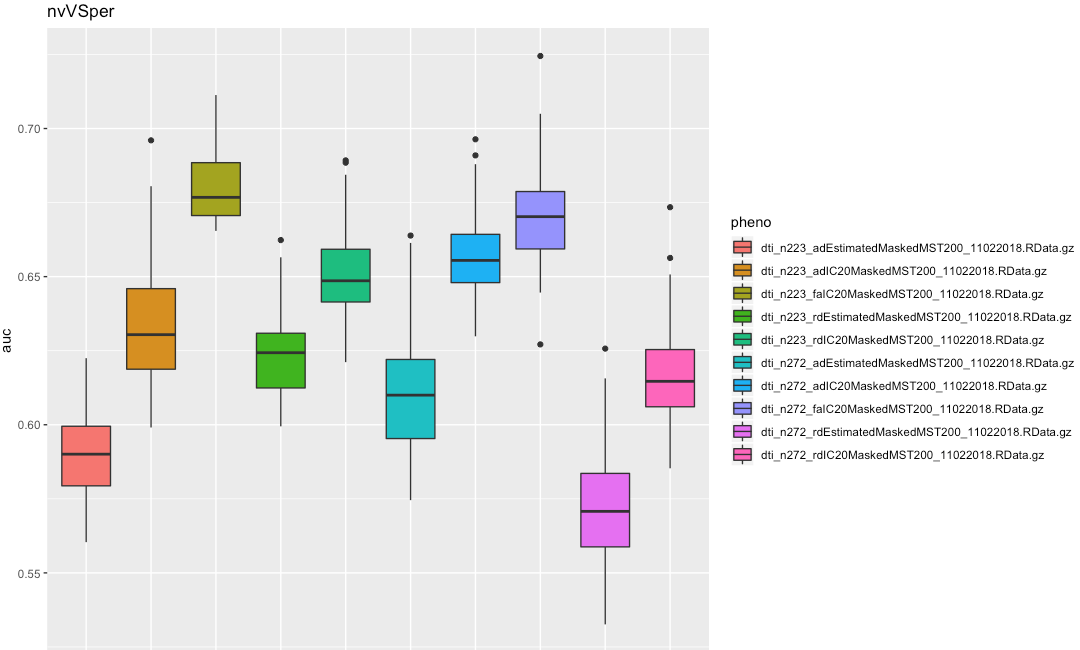 nvVSper
auc
0.70
0.65
0.60
0.55
pheno
dti_n223_adEstimatedMaskedMST200_11022018.RData.gz
dti_n223_adIC20MaskedMST200_11022018.RData.gz
dti_n223_faIC20MaskedMST200_11022018.RData.gz
dti_n223_rdEstimatedMaskedMST200_11022018.RData.gz
dti_n223_rdIC20MaskedMST200_11022018.RData.gz
dti_n272_adEstimatedMaskedMST200_11022018.RData.gz
dti_n272_adIC20MaskedMST200_11022018.RData.gz
dti_n272_faIC20MaskedMST200_11022018.RData.gz
dti_n272_rdEstimatedMaskedMST200_11022018.RData.gz
dti_n272_rdIC20MaskedMST200_11022018.RData.gz